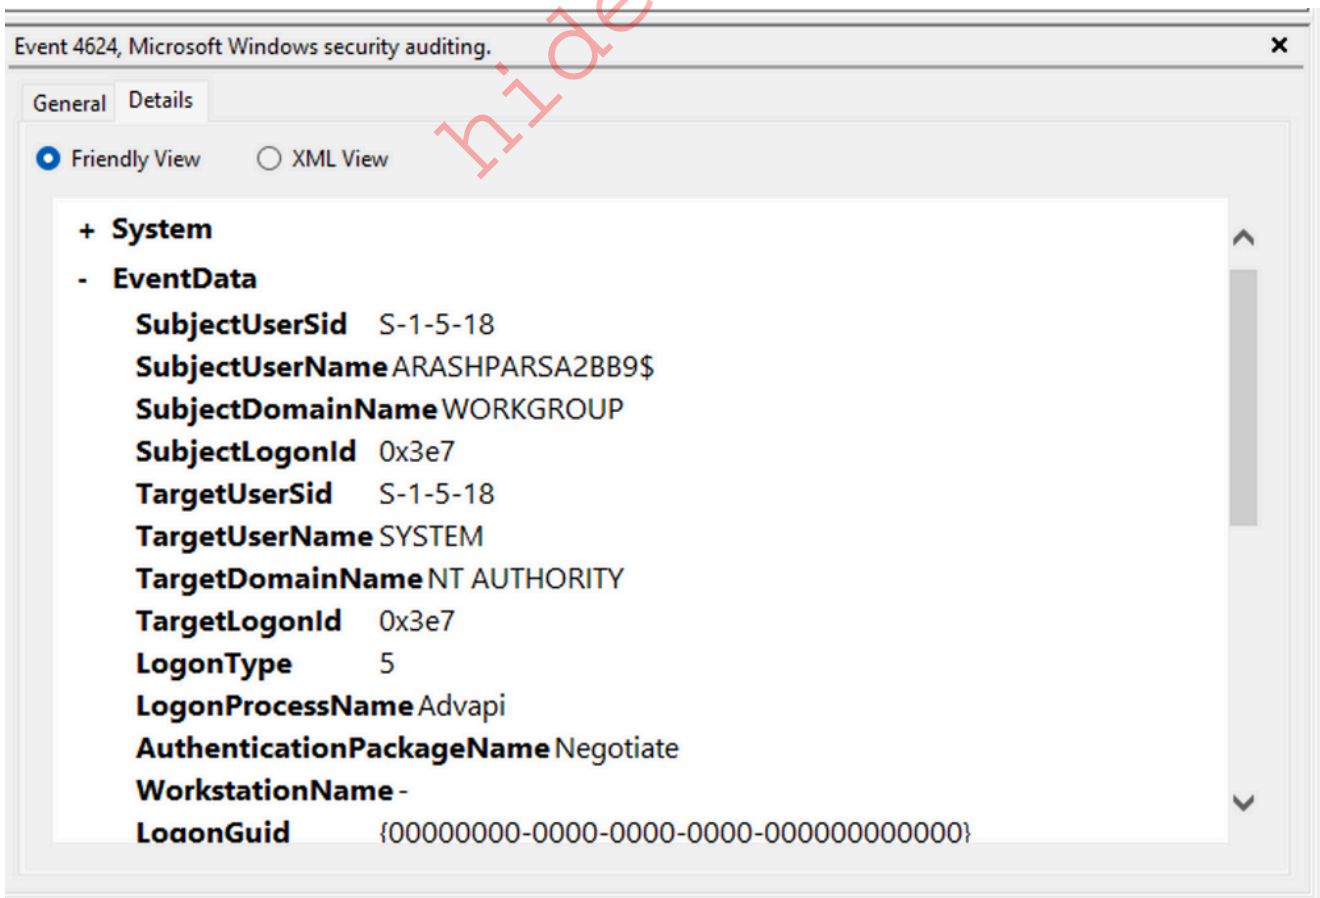 Event 4624, Microsoft Windows security auditing.
General Details
Friendly View XML View
+ System
- EventData
SubjectUserSid S-1-5-18
SubjectUserName ARASHPARSA2BB9$
SubjectDomainName WORKGROUP
SubjectLogonId 0x3e7
TargetUserSid S-1-5-18
TargetUserName SYSTEM
TargetDomainName NT AUTHORITY
TargetLogonId 0x3e7
LogonType 5
LogonProcessName Advapi
AuthenticationPackageName Negotiate
WorkstationName -
LogonGuid {00000000-0000-0000-0000-000000000000}
hide